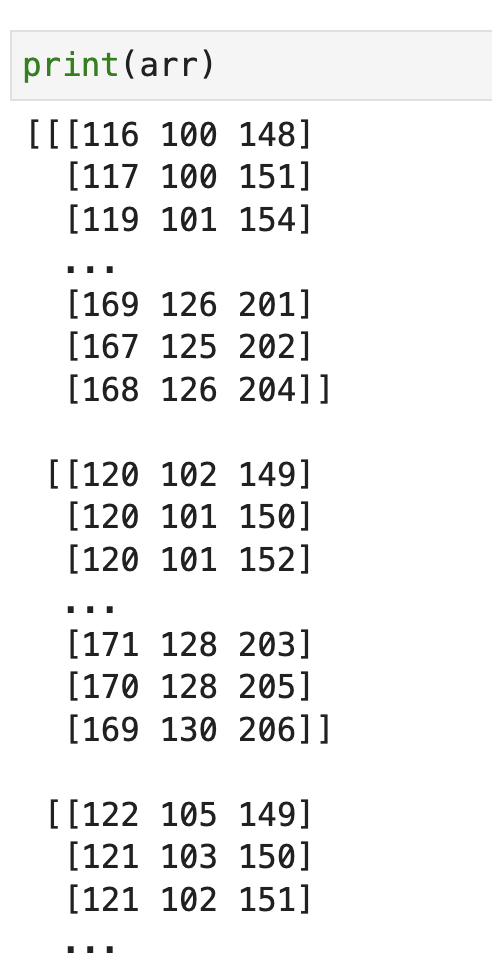 print(arr)
[[[116 100 148]
[117 100 151]
[119 101 154]
...
[169 126 201]
[167 125 202]
[168 126 204]]
[[120 102 149]
[120 101 150]
[120 101 152]
...
[171 128 203]
[170 128 205]
[169 130 206]]
[[122 105 149]
[121 103 150]
[121 102 151]
...